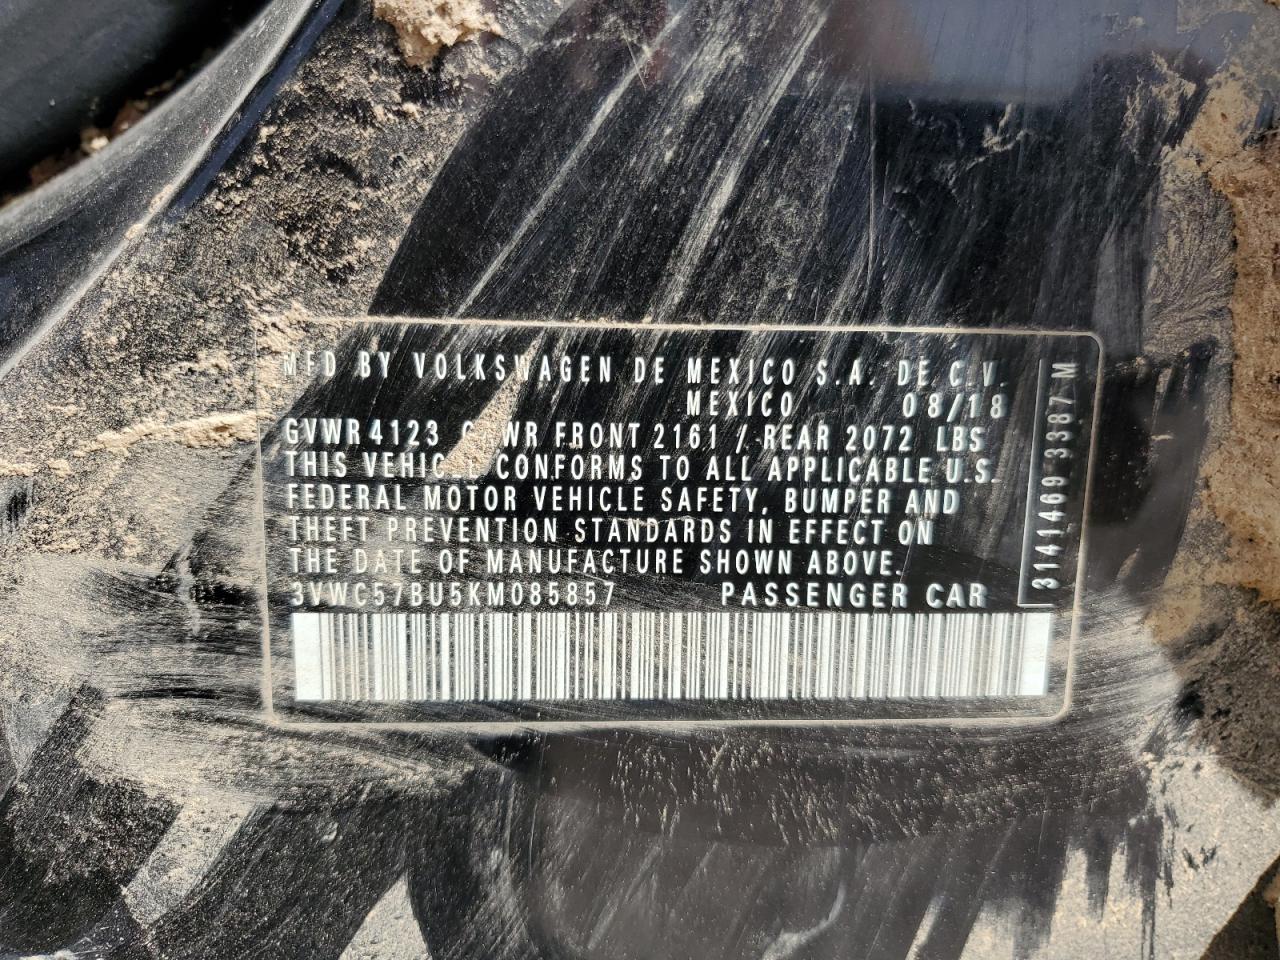 MFD BY VOLKSWAGEN DE MEXICO S.A. DE C.V.
MEXICO 08/18
GVWR 4123 GAWR FRONT 2161 / REAR 2072 LBS
THIS VEHICLE CONFORMS TO ALL APPLICABLE U.S.
FEDERAL MOTOR VEHICLE SAFETY, BUMPER AND
THEFT PREVENTION STANDARDS IN EFFECT ON
THE DATE OF MANUFACTURE SHOWN ABOVE.
3VWC57BU5KM085857 PASSENGER CAR
31414693387M